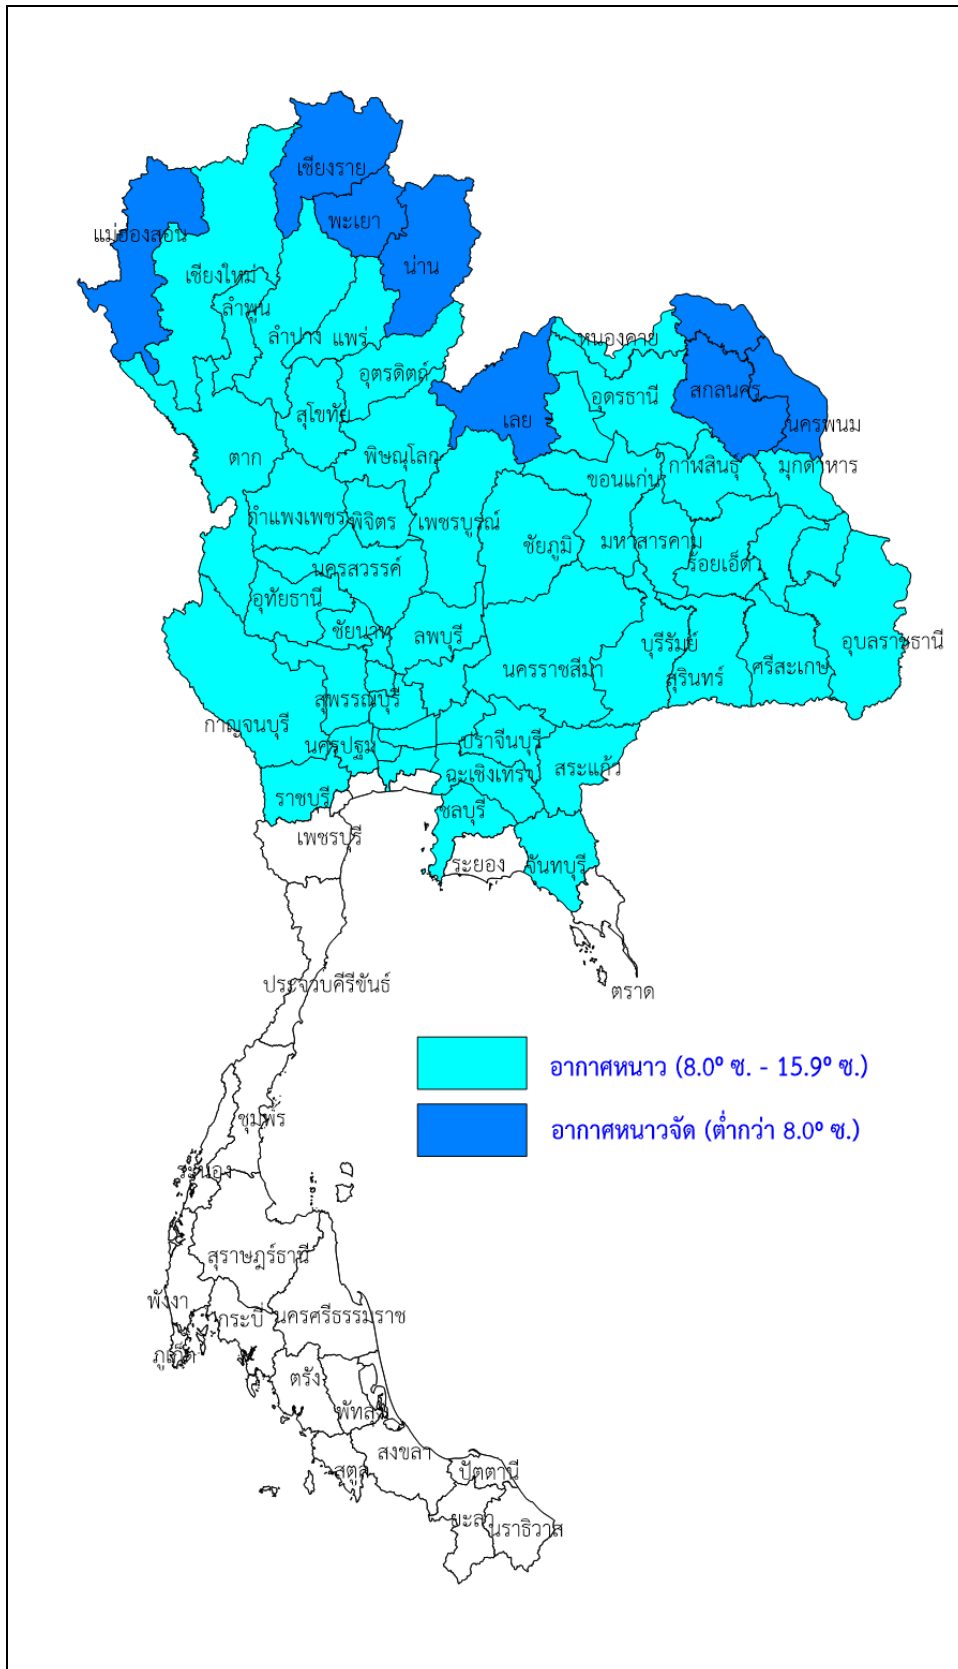 เชียงราย
พะเยา
แม่ฮ่องสอน
น่าน
เชียงใหม่
ลำพูน
ลำปาง
แพร่
หนองคาย
อุตรดิตถ์
อุดรธานี
สกลนคร
สุโขทัย
เลย
นครพนม
ตาก
พิษณุโลก
กาฬสินธุ์
มุกดาหาร
ขอนแก่น
กำแพงเพชร
พิจิตร
เพชรบูรณ์
ชัยภูมิ
มหาสารคาม
ร้อยเอ็ด
นครสวรรค์
อุทัยธานี
ชัยนาท
ลพบุรี
บุรีรัมย์
อุบลราชธานี
นครราชสีมา
สุรินทร์
ศรีสะเกษ
สุพรรณบุรี
กาญจนบุรี
นครปฐม
ปราจีนบุรี
ฉะเชิงเทรา
สระแก้ว
ราชบุรี
ชลบุรี
เพชรบุรี
ระยอง
จันทบุรี
ประจวบคีรีขันธ์
ตราด
อากาศหนาว (8.0º ซ. - 15.9º ซ.)
อากาศหนาวจัด (ต่ำกว่า 8.0º ซ.)
ชุมพร
ระนอง
สุราษฎร์ธานี
พังงา
กระบี่
นครศรีธรรมราช
ภูเก็ต
ตรัง
พัทลุง
สงขลา
สตูล
ปัตตานี
ยะลา
นราธิวาส